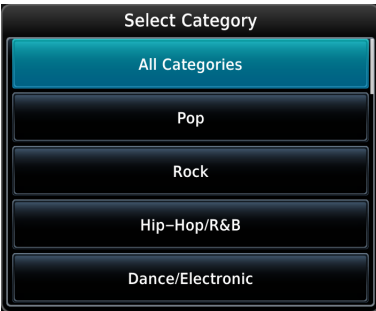 Select Category
All Categories
Pop
Rock
Hip–Hop/R&B
Dance/Electronic